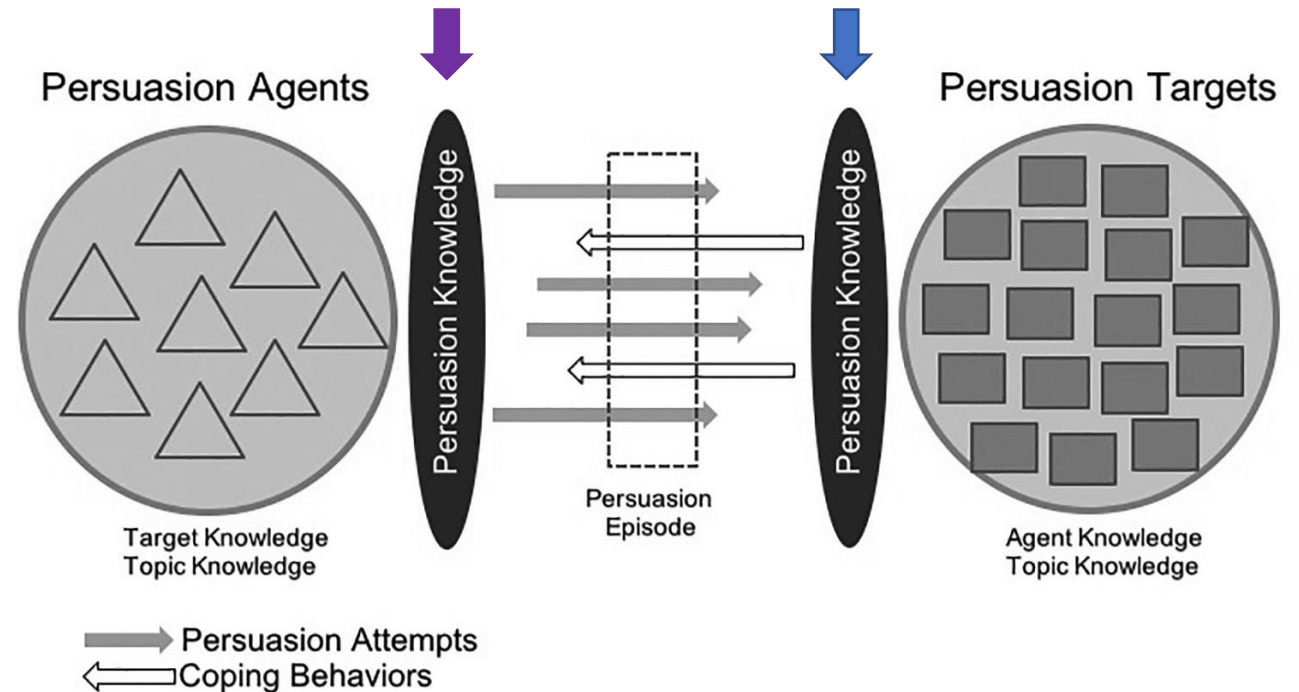 Persuasion Agents
Persuasion Targets
Persuasion Knowledge
Persuasion Knowledge
Persuasion
Episode
Target Knowledge
Topic Knowledge
Agent Knowledge
Topic Knowledge
Persuasion Attempts
Coping Behaviors